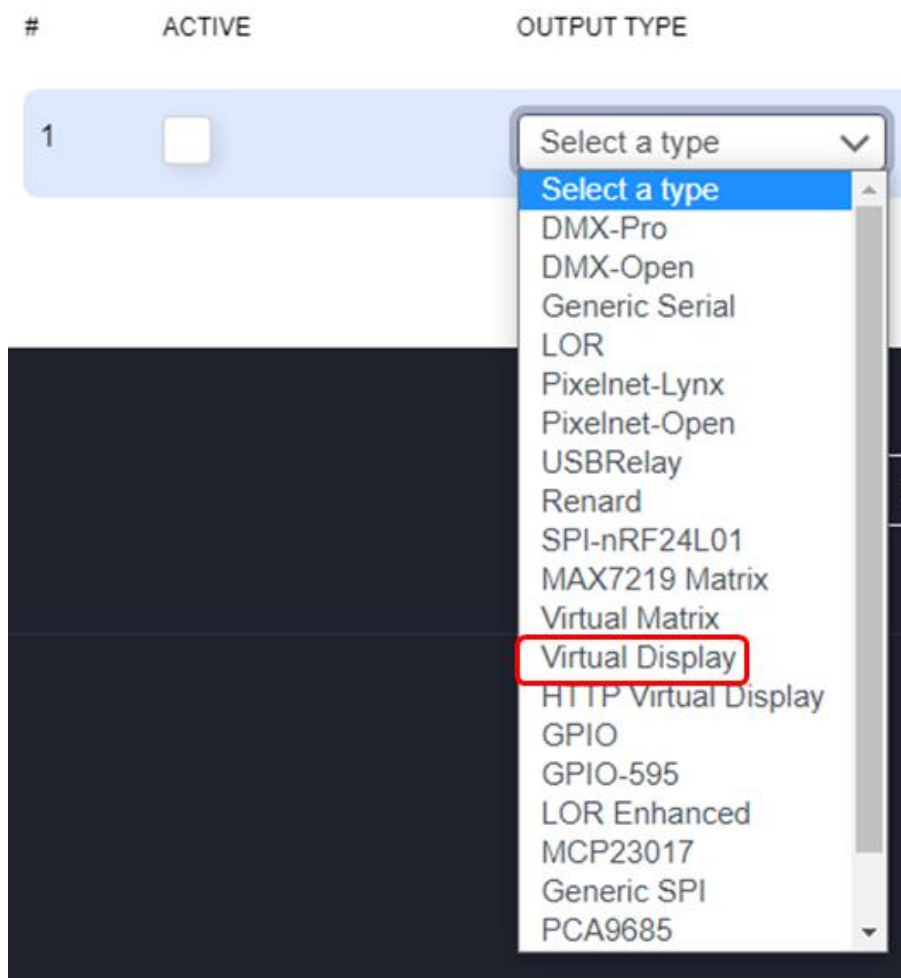 # ACTIVE OUTPUT TYPE
1 Select a type
Select a type
DMX-Pro
DMX-Open
Generic Serial
LOR
Pixelnet-Lynx
Pixelnet-Open
USBRelay
Renard
SPI-nRF24L01
MAX7219 Matrix
Virtual Matrix
Virtual Display
HTTP Virtual Display
GPIO
GPIO-595
LOR Enhanced
MCP23017
Generic SPI
PCA9685